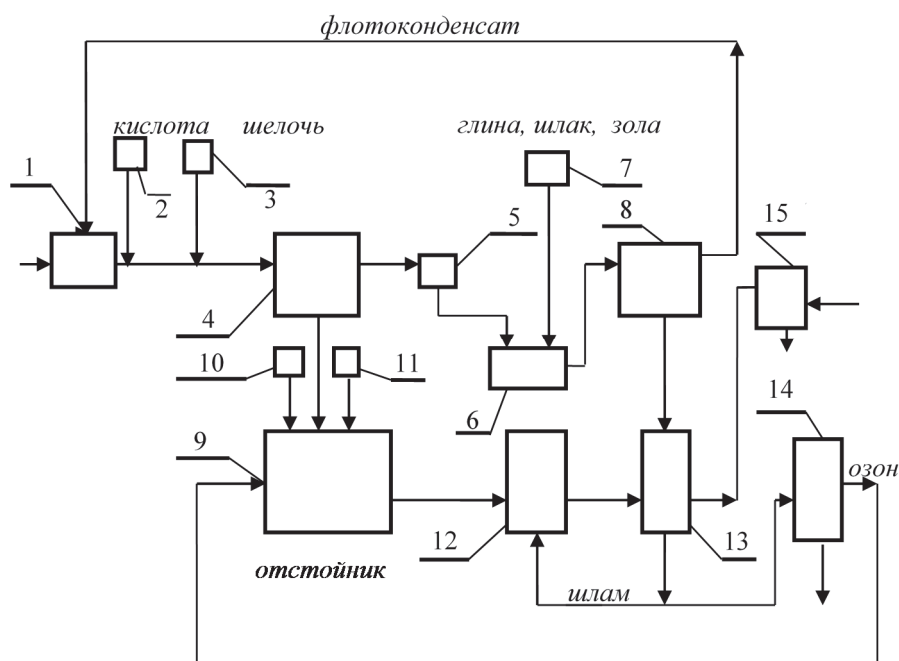 флотоконденсат
кислота шелочь
глина, шлак, зола
1
2
3
7
5
8
15
4
10
11
6
14
9
озон
12
13
отстойник
шлам